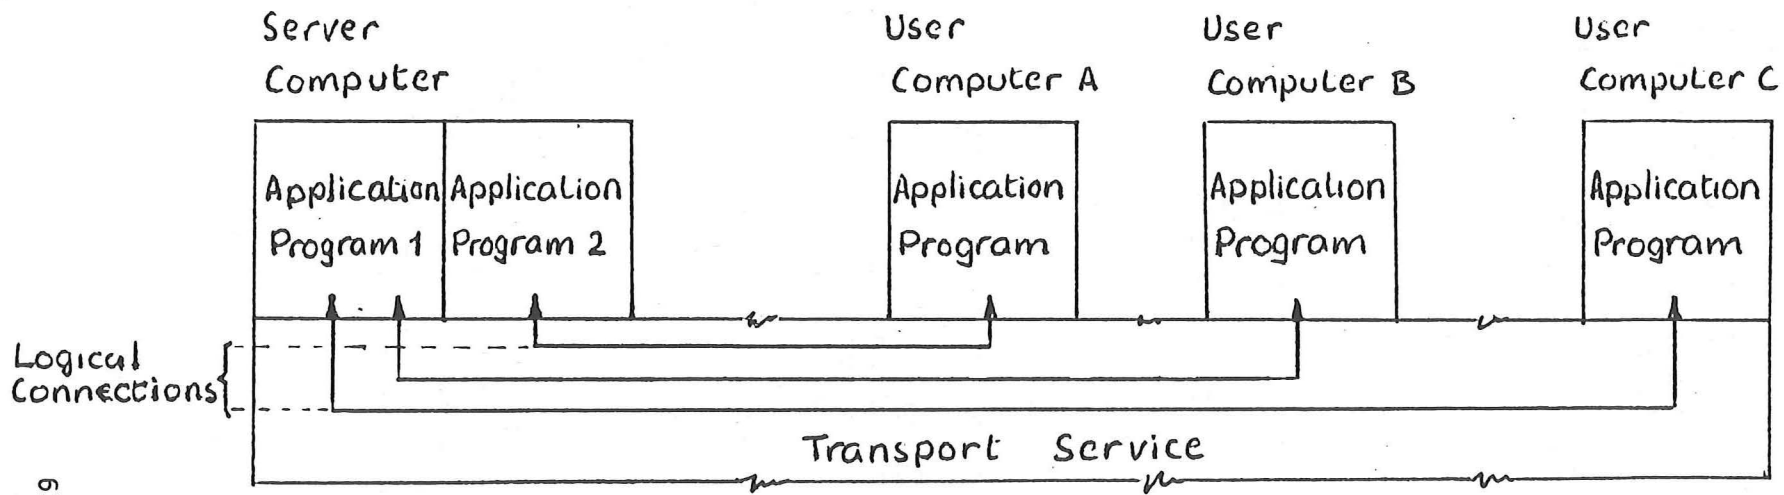 Server
Computer
User
Computer A
User
Computer B
User
Computer C
Application
Program 1
Application
Program 2
Application
Program
Application
Program
Application
Program
Logical
Connections
Transport Service
6